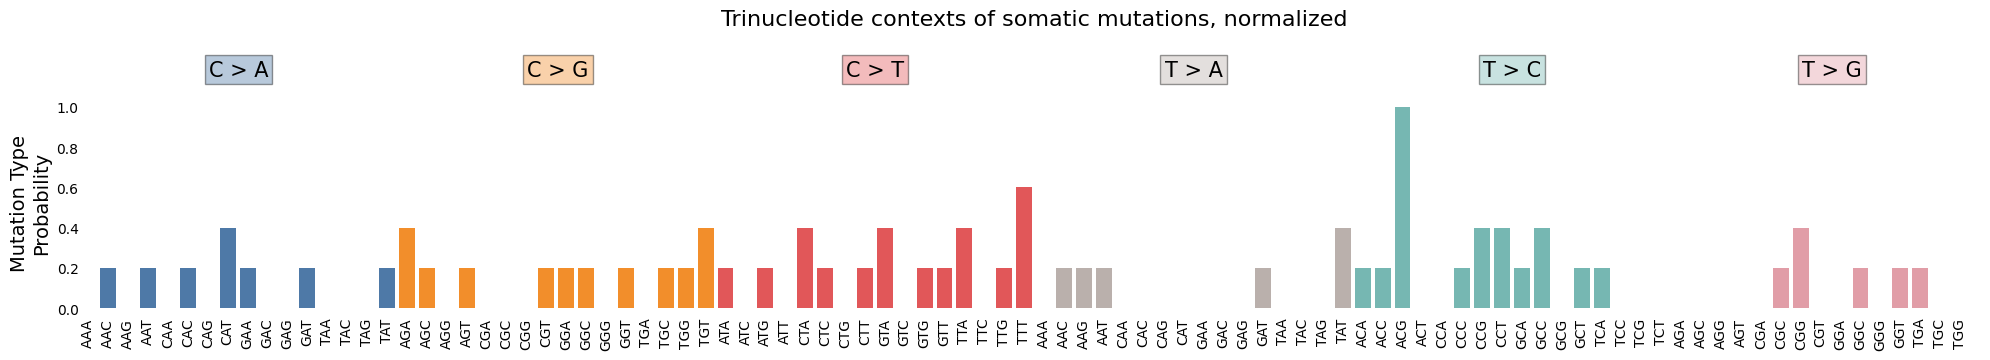 Trinucleotide contexts of somatic mutations, normalized
C > A
C > G
C > T
T > A
T > C
T > G
Mutation Type
Probability
1.0
0.8
0.6
0.4
0.2
0.0
AAA
AAC
AAG
AAT
CAA
CAC
CAG
CAT
GAA
GAC
GAG
GAT
TAA
TAC
TAG
TAT
AGA
AGC
AGG
AGT
CGA
CGC
CGG
CGT
GGA
GGC
GGG
GGT
TGA
TGC
TGG
TGT
ATA
ATC
ATG
ATT
CTA
CTC
CTG
CTT
GTA
GTC
GTG
GTT
TTA
TTC
TTG
TTT
AAA
AAC
AAG
AAT
CAA
CAC
CAG
CAT
GAA
GAC
GAG
GAT
TAA
TAC
TAG
TAT
ACA
ACC
ACG
ACT
CCA
CCC
CCG
CCT
GCA
GCC
GCG
GCT
TCA
TCC
TCG
TCT
AGA
AGC
AGG
AGT
CGA
CGC
CGG
CGT
GGA
GGC
GGG
GGT
TGA
TGC
TGG